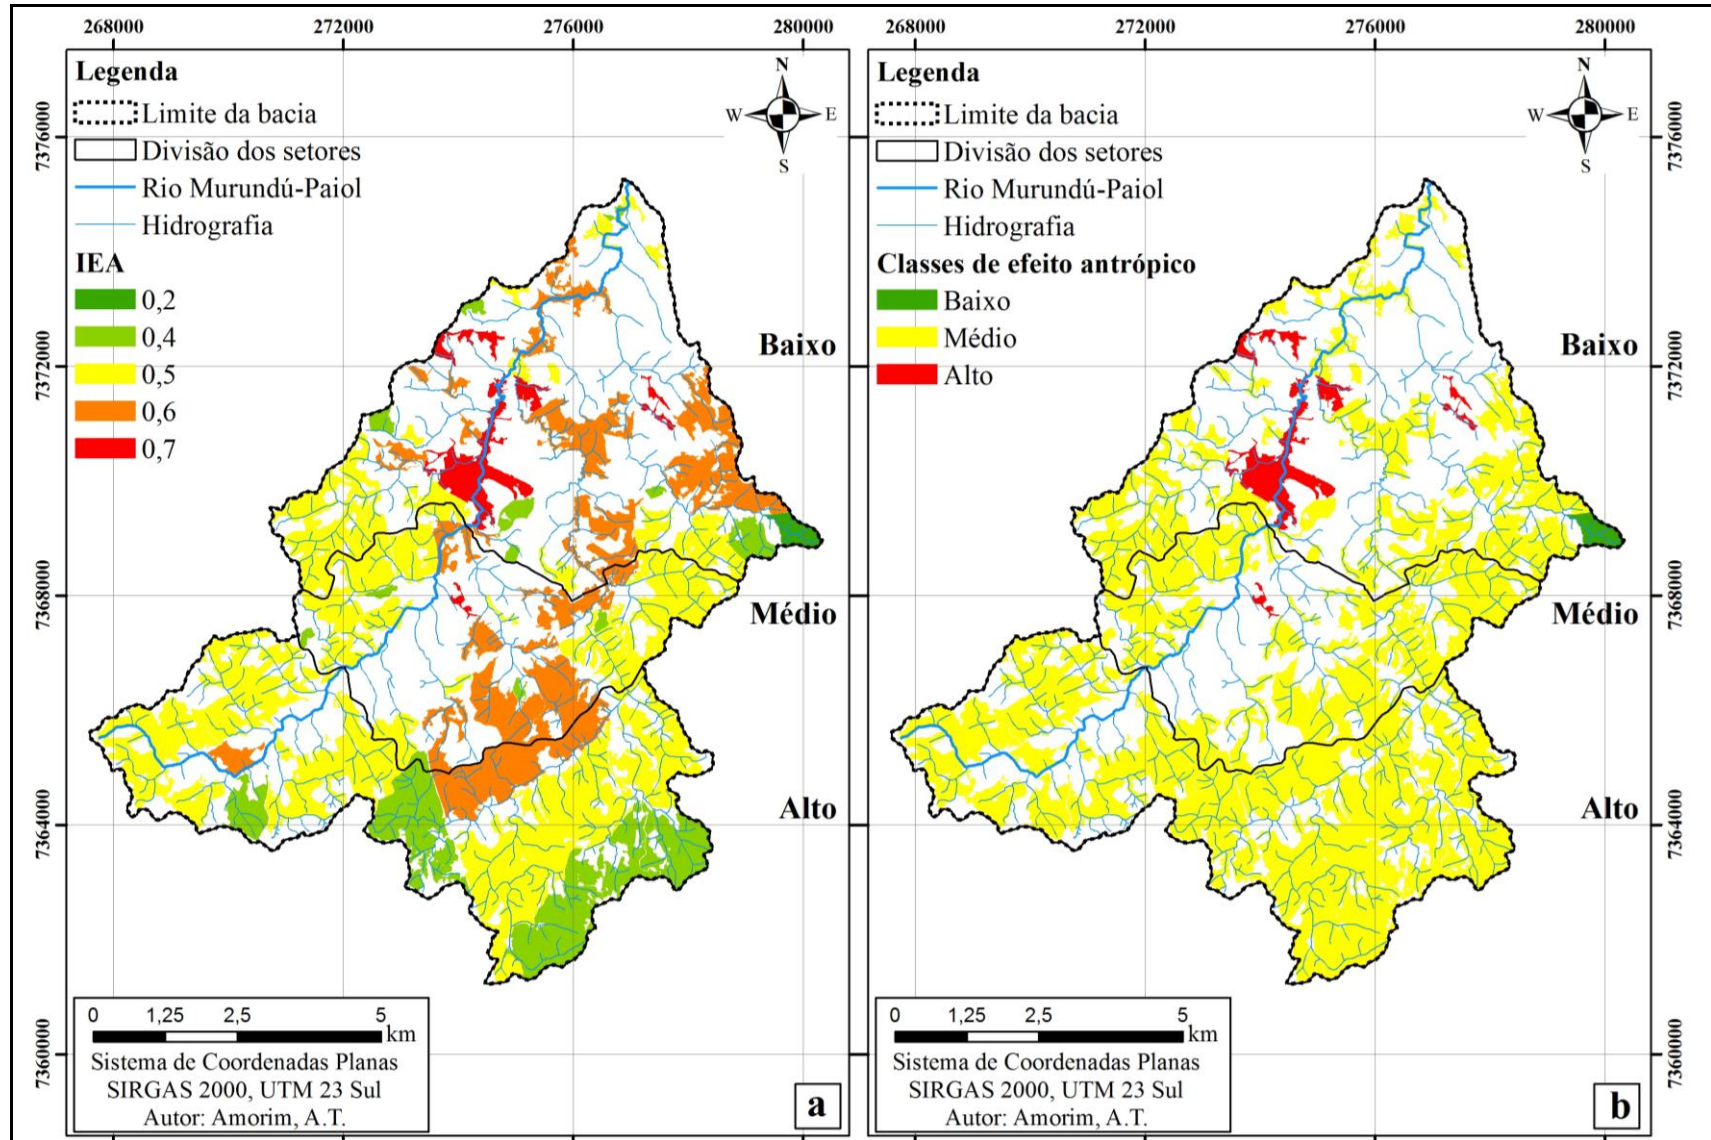 268000 272000 276000 280000
Legenda
Limite da bacia
Divisão dos setores
Rio Murundú-Paiol
Hidrografia
IEA
0,2
0,4
0,5
0,6
0,7
N
W E
S
7376000
7372000
7368000
7364000
7360000
Baixo
Médio
Alto
0 1,25 2,5 5
km
Sistema de Coordenadas Planas
SIRGAS 2000, UTM 23 Sul
Autor: Amorim, A.T.
a
268000 272000 276000 280000
Legenda
Limite da bacia
Divisão dos setores
Rio Murundú-Paiol
Hidrografia
Classes de efeito antrópico
Baixo
Médio
Alto
N
W E
S
Baixo
Médio
Alto
7376000
7372000
7368000
7364000
7360000
0 1,25 2,5 5
km
Sistema de Coordenadas Planas
SIRGAS 2000, UTM 23 Sul
Autor: Amorim, A.T.
b